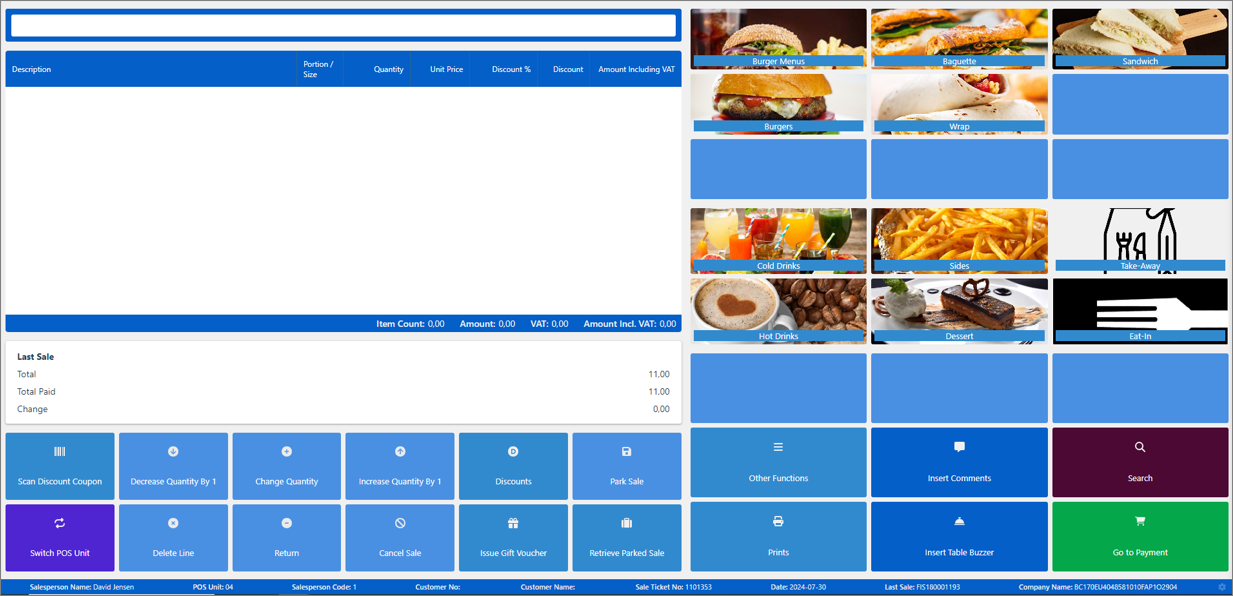 Description
Portion /
Size
Quantity
Unit Price
Discount %
Discount
Amount Including VAT
Item Count: 0,00
Amount: 0,00
VAT: 0,00
Amount Incl. VAT: 0,00
Last Sale
Total 11,00
Total Paid 11,00
Change 0,00
Scan Discount Coupon
Decrease Quantity By 1
Change Quantity
Increase Quantity By 1
Discounts
Park Sale
Switch POS Unit
Delete Line
Return
Cancel Sale
Issue Gift Voucher
Retrieve Parked Sale
Burger Menus
Baguette
Sandwich
Burgers
Wrap
Cold Drinks
Sides
Take-Away
Hot Drinks
Dessert
Eat-In
Other Functions
Insert Comments
Search
Prints
Insert Table Buzzer
Go to Payment
Salesperson Name: David Jensen
POS Unit: 04
Salesperson Code: 1
Customer No:
Customer Name:
Sale Ticket No: 1101353
Date: 2024-07-30
Last Sale: FIS180001193
Company Name: BC170EU4048581010FAP1O2904